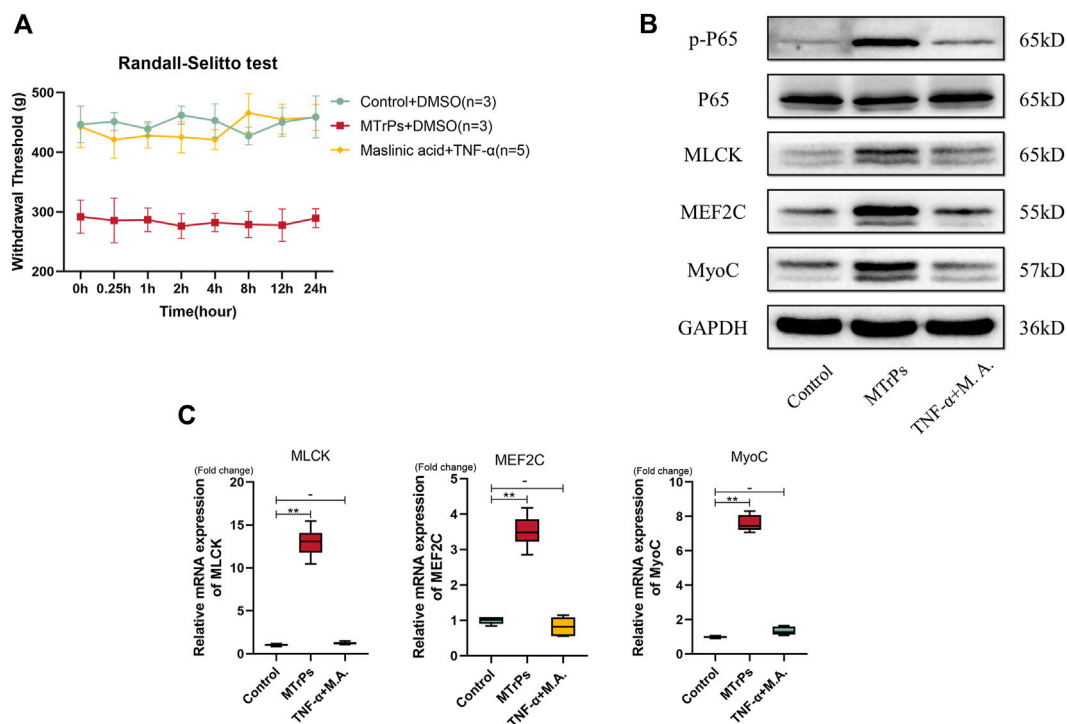 A
Randall-Selitto test
Withdrawal Threshold (g)
500
400
300
200
0h 0.25h 1h 2h 4h 8h 12h 24h
Time(hour)
Control+DMSO(n=3)
MTrPs+DMSO(n=3)
Maslinic acid+TNF-α(n=5)
B
p-P65 65kD
P65 65kD
MLCK 65kD
MEF2C 55kD
MyoC 57kD
GAPDH 36kD
Control MTrPs TNF-α+M. A.
C
MLCK
(Fold change)
Relative mRNA expression
of MLCK
20
15
10
5
0
-
**
Control MTrPs TNF-α+M.A.
MEF2C
(Fold change)
Relative mRNA expression
of MEF2C
5
4
3
2
1
0
-
**
Control MTrPs TNF-α+M.A.
MyoC
(Fold change)
Relative mRNA expression
of MyoC
10
8
6
4
2
0
-
**
Control MTrPs TNF-α+M.A.